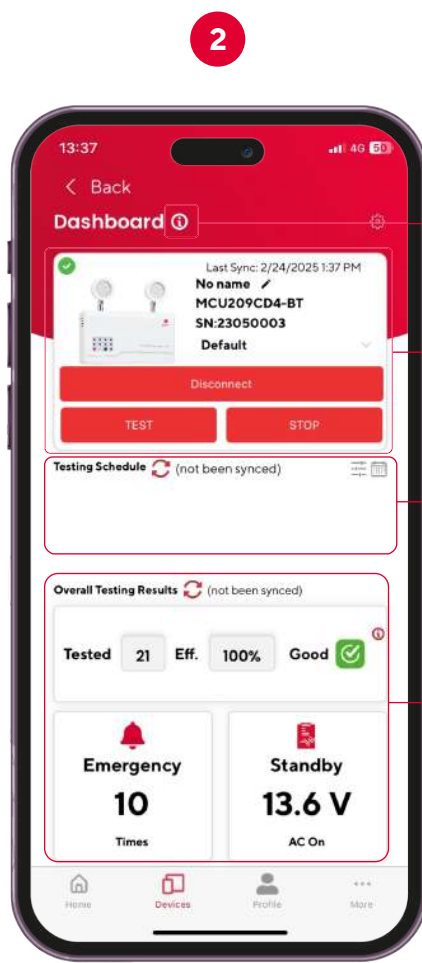 2
13:37
4G 50
Back
Dashboard
Last Sync: 2/24/2025 1:37 PM
No name
MCU209CD4-BT
SN:23050003
Default
Disconnect
TEST STOP
Testing Schedule (not been synced)
Overall Testing Results (not been synced)
Tested 21 Eff. 100% Good
Emergency Standby
10 13.6 V
Times AC On
Home Devices Profile More